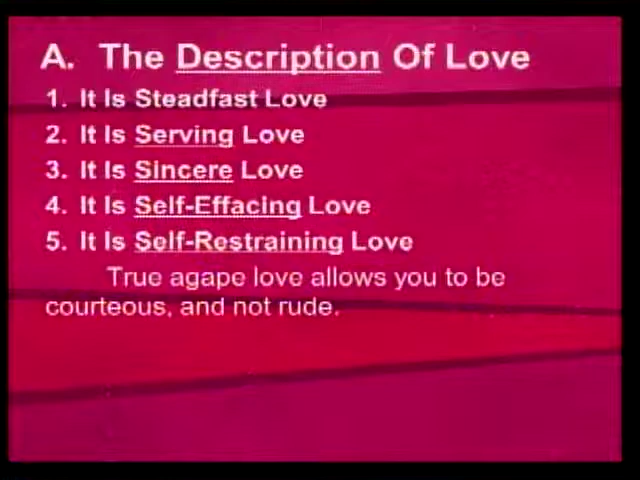 A. The Description Of Love
1. It Is Steadfast Love
2. It Is Serving Love
3. It Is Sincere Love
4. It Is Self-Effacing Love
5. It Is Self-Restraining Love
True agape love allows you to be
courteous, and not rude.